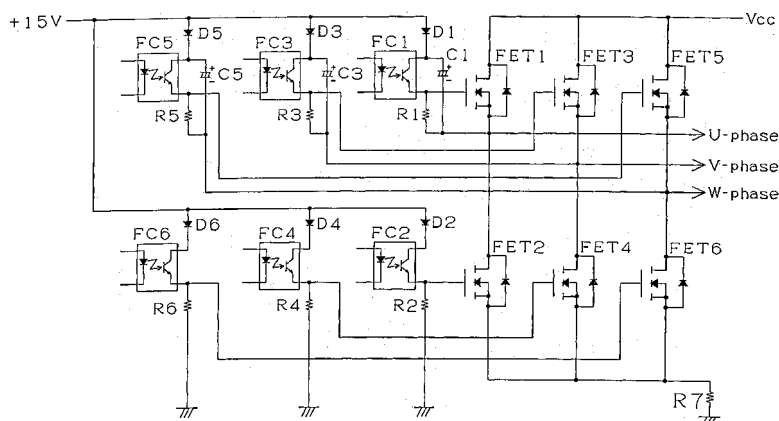 +15V
D5
D3
D1
Vcc
FC5
FC3
FC1
C1
FET1
FET3
FET5
+
C5
+
C3
+
R5
R3
R1
U-phase
V-phase
W-phase
D6
D4
D2
FC6
FC4
FC2
FET2
FET4
FET6
R6
R4
R2
R7